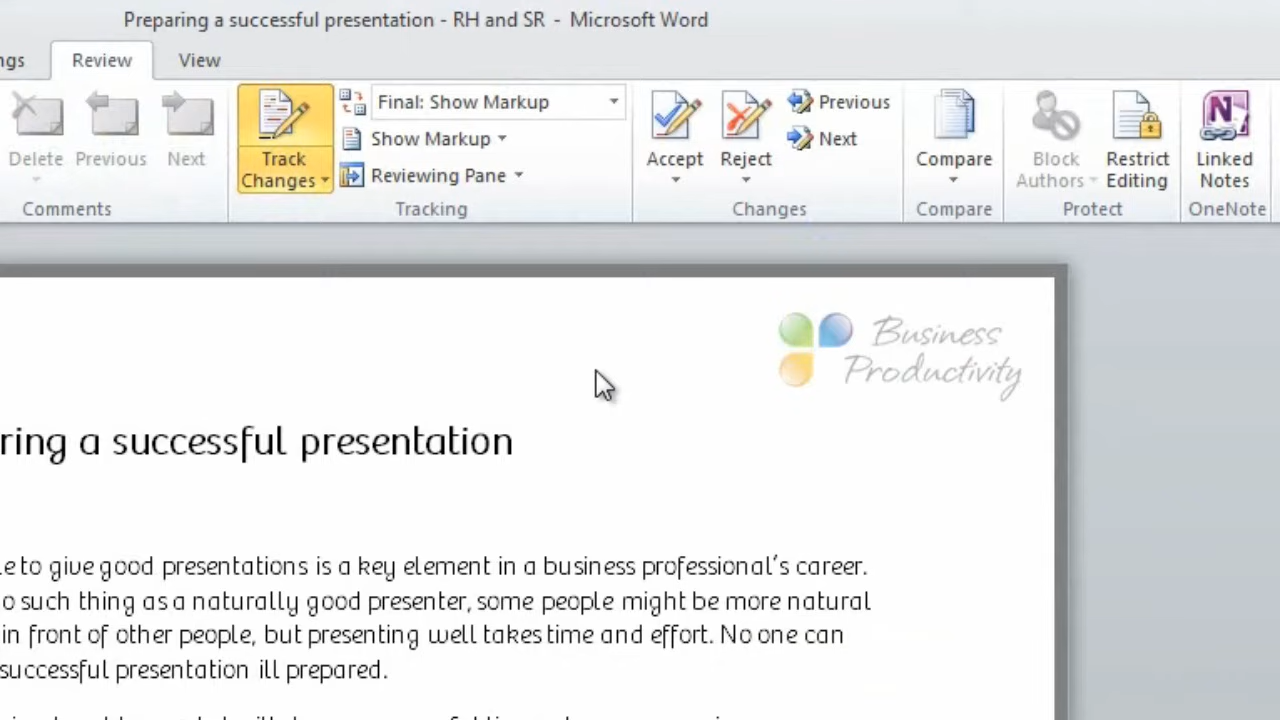 Preparing a successful presentation - RH and SR - Microsoft Word
Review View
Final: Show Markup
Show Markup
Reviewing Pane
Delete Previous Next
Track Changes
Accept Reject
Previous
Next
Compare
Block Authors
Restrict Editing
Linked Notes
Comments Tracking Changes Compare Protect OneNote
Business
Productivity
a successful presentation
to give good presentations is a key element in a business professional's career.
such thing as a naturally good presenter, some people might be more natural
in front of other people, but presenting well takes time and effort. No one can
successful presentation ill prepared.